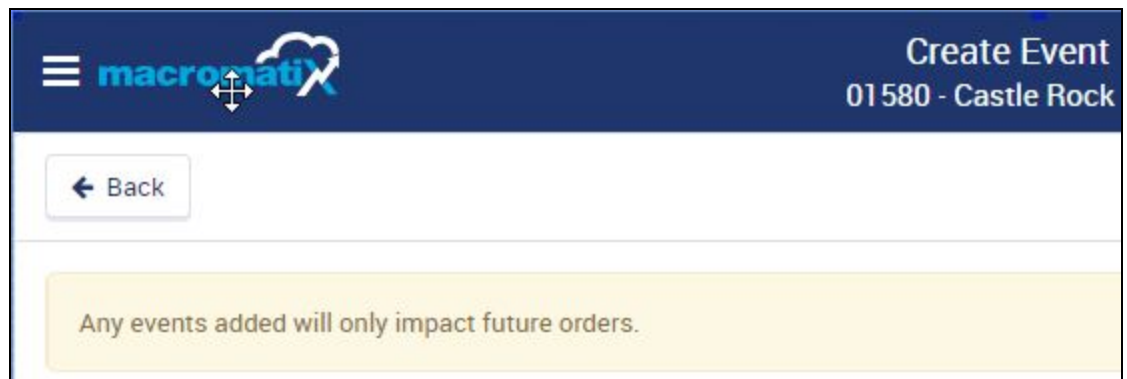 macromatix
Create Event
01580 - Castle Rock
Back
Any events added will only impact future orders.